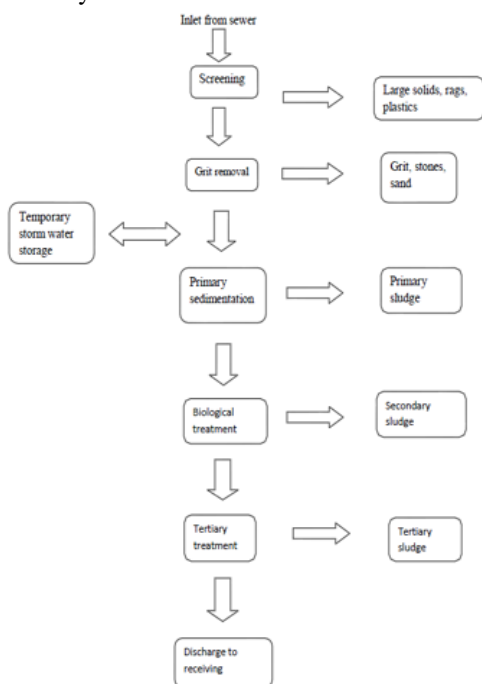 Inlet from sewer
Screening
Large solids, rags,
plastics
Grit removal
Grit, stones,
sand
Temporary
storm water
storage
Primary
sedimentation
Primary
sludge
Biological
treatment
Secondary
sludge
Tertiary
treatment
Tertiary
sludge
Discharge to
receiving